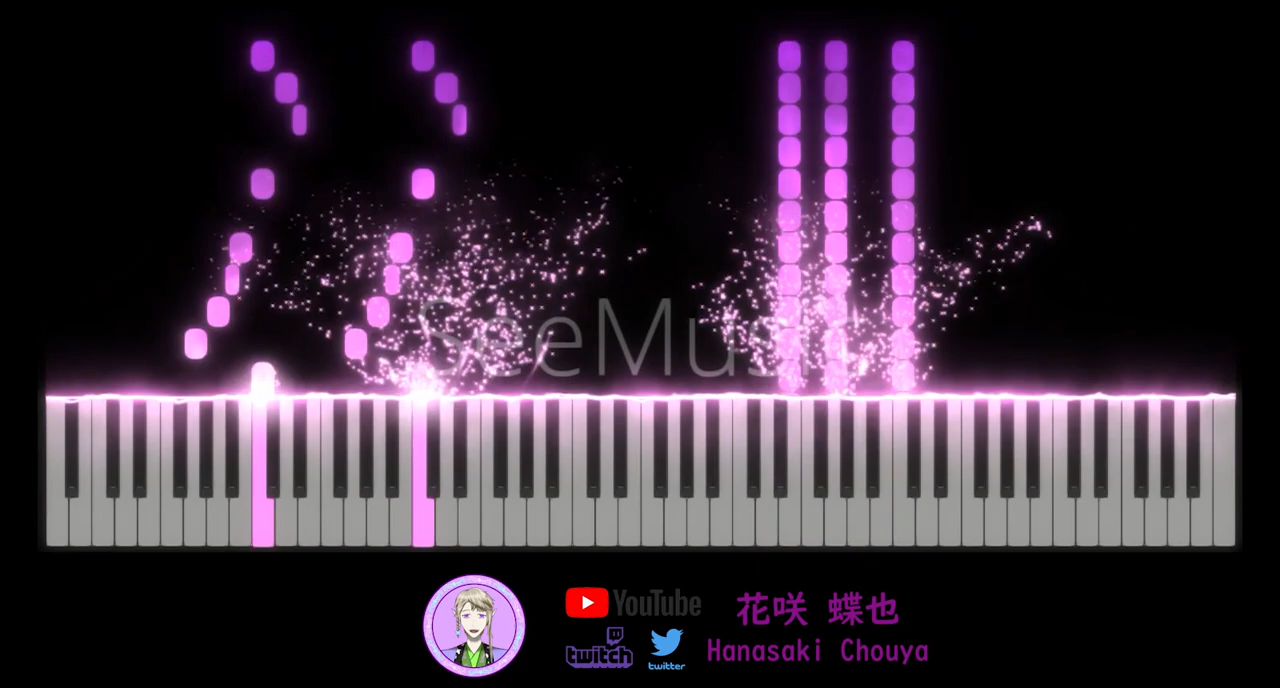 SeeMusic
YouTube
花咲 蝶也
twitch
twitter
Hanasaki Chouya